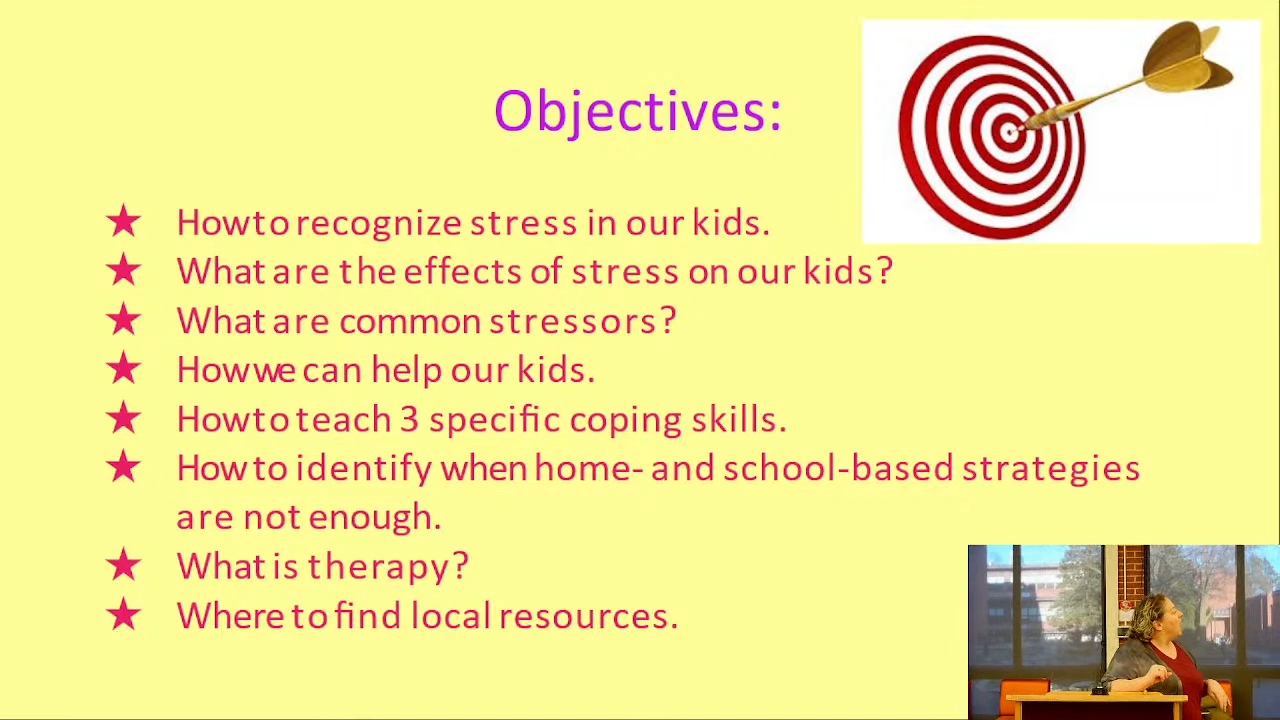 Objectives:
★ How to recognize stress in our kids.
★ What are the effects of stress on our kids?
★ What are common stressors?
★ How we can help our kids.
★ How to teach 3 specific coping skills.
★ How to identify when home- and school-based strategies
are not enough.
★ What is therapy?
★ Where to find local resources.